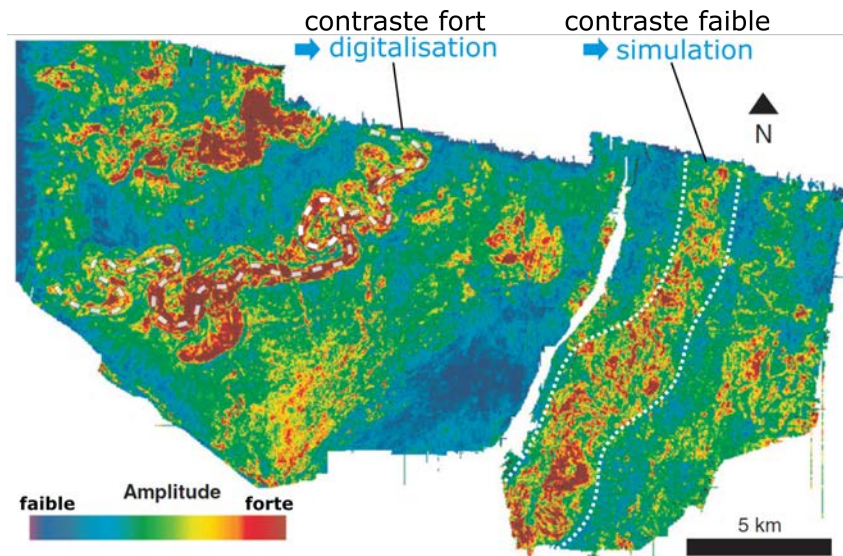 contraste fort
digitalisation
contraste faible
simulation
N
Amplitude
faible
forte
5 km